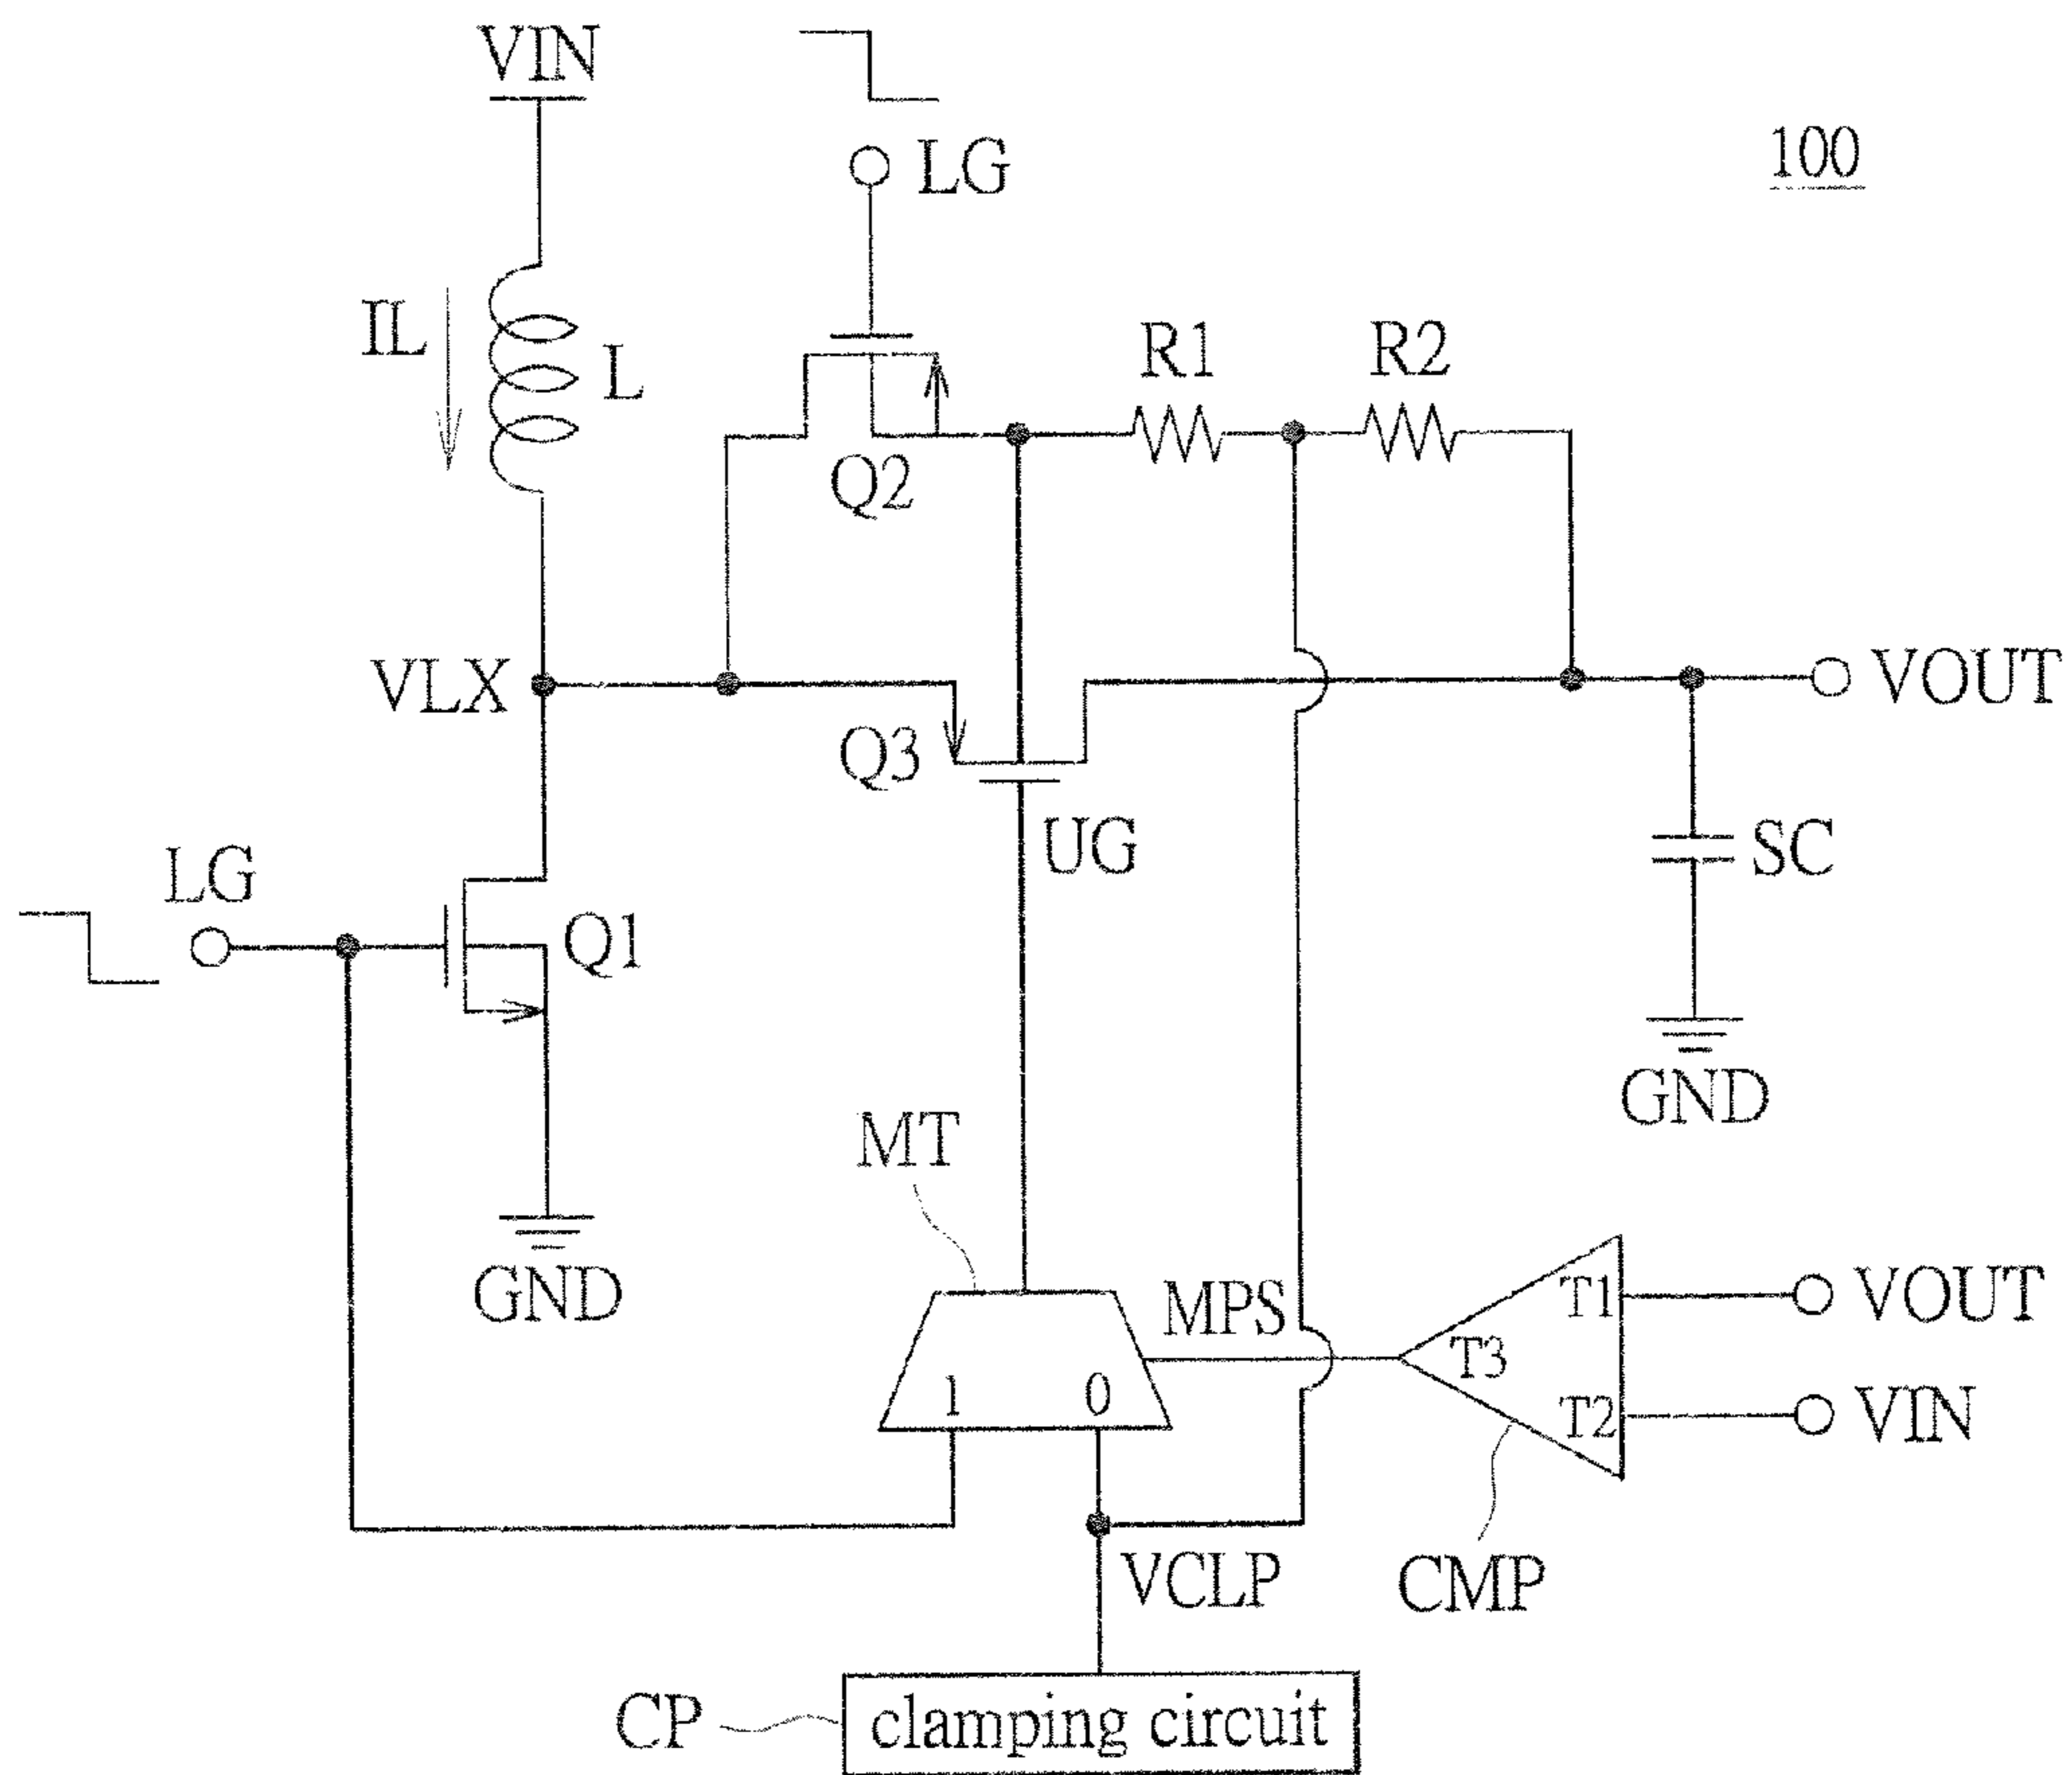 VIN
LG
100
IL
L
R1
R2
Q2
VLX
VOUT
Q3
UG
SC
LG
Q1
GND
MT
GND
MPS
T1
VOUT
T3
1
0
T2
VIN
VCLP
CMP
CP
clamping circuit